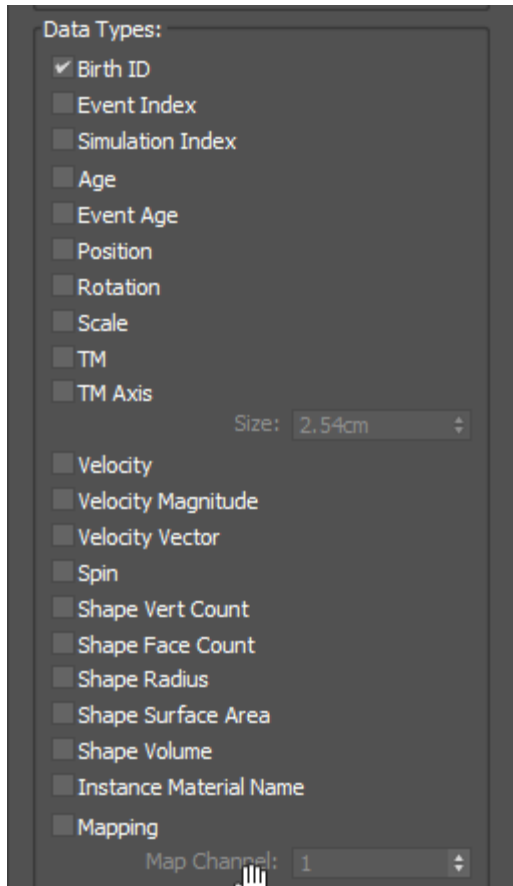 Data Types:
Birth ID
Event Index
Simulation Index
Age
Event Age
Position
Rotation
Scale
TM
TM Axis
Size: 2.54cm
Velocity
Velocity Magnitude
Velocity Vector
Spin
Shape Vert Count
Shape Face Count
Shape Radius
Shape Surface Area
Shape Volume
Instance Material Name
Mapping
Map Channel: 1